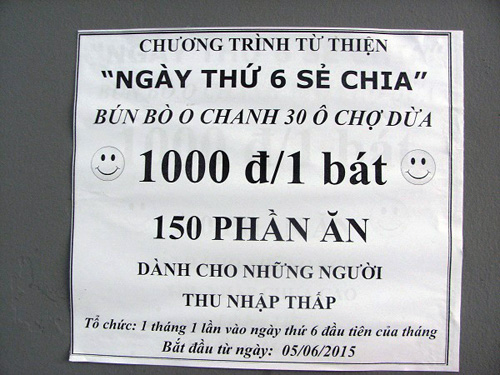 CHƯƠNG TRÌNH TỪ THIỆN
“NGÀY THỨ 6 SẺ CHIA”
BÚN BÒ O CHANH 30 Ô CHỢ DỪA
1000 đ/1 bát
150 PHẦN ĂN
DÀNH CHO NHỮNG NGƯỜI
THU NHẬP THẤP
Tổ chức: 1 tháng 1 lần vào ngày thứ 6 đầu tiên của tháng
Bắt đầu từ ngày: 05/06/2015